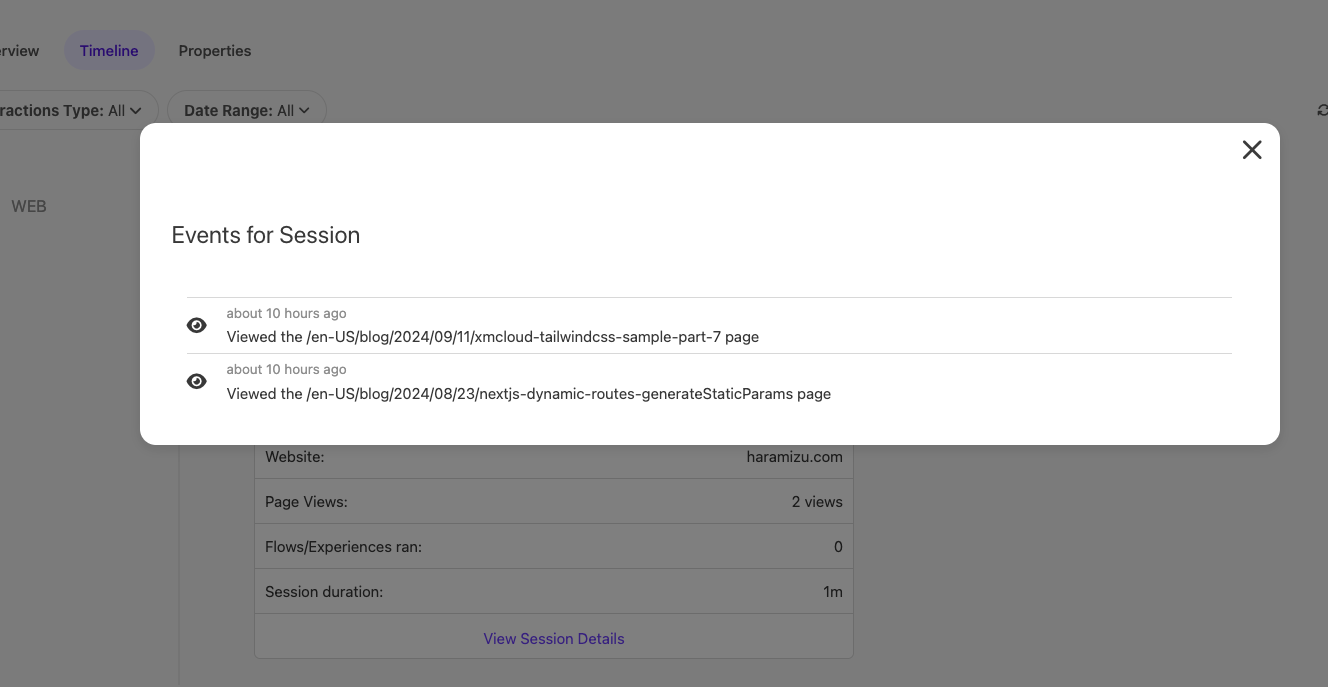 erview Timeline Properties
ractions Type: All Date Range: All
WEB
Events for Session
about 10 hours ago
Viewed the /en-US/blog/2024/09/11/xmcloud-tailwindcss-sample-part-7 page
about 10 hours ago
Viewed the /en-US/blog/2024/08/23/nextjs-dynamic-routes-generateStaticParams page
Website: haramizu.com
Page Views: 2 views
Flows/Experiences ran: 0
Session duration: 1m
View Session Details